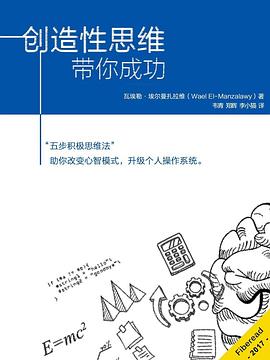 创造性思维
带你成功
瓦埃勒·埃尔曼扎拉维（Wael El-Manzalawy）著
韦青 郑晖 李小猫 译
“五步积极思维法”
助你改变心智模式，升级个人操作系统。
E=mc²
Fiberead
-2017-